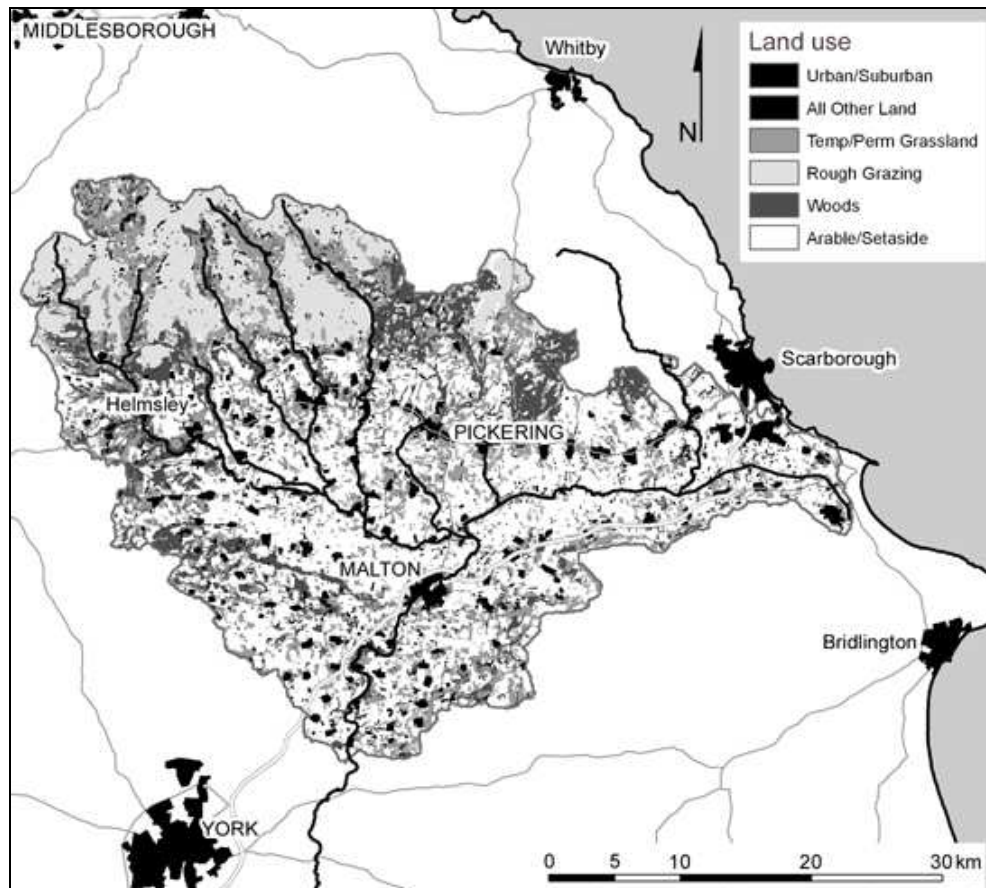 MIDDLESBOROUGH
Whitby
Land use
Urban/Suburban
All Other Land
Temp/Perm Grassland
Rough Grazing
Woods
Arable/Setaside
N
Scarborough
Helmsley
PICKERING
MALTON
Bridlington
YORK
0 5 10 20 30 km